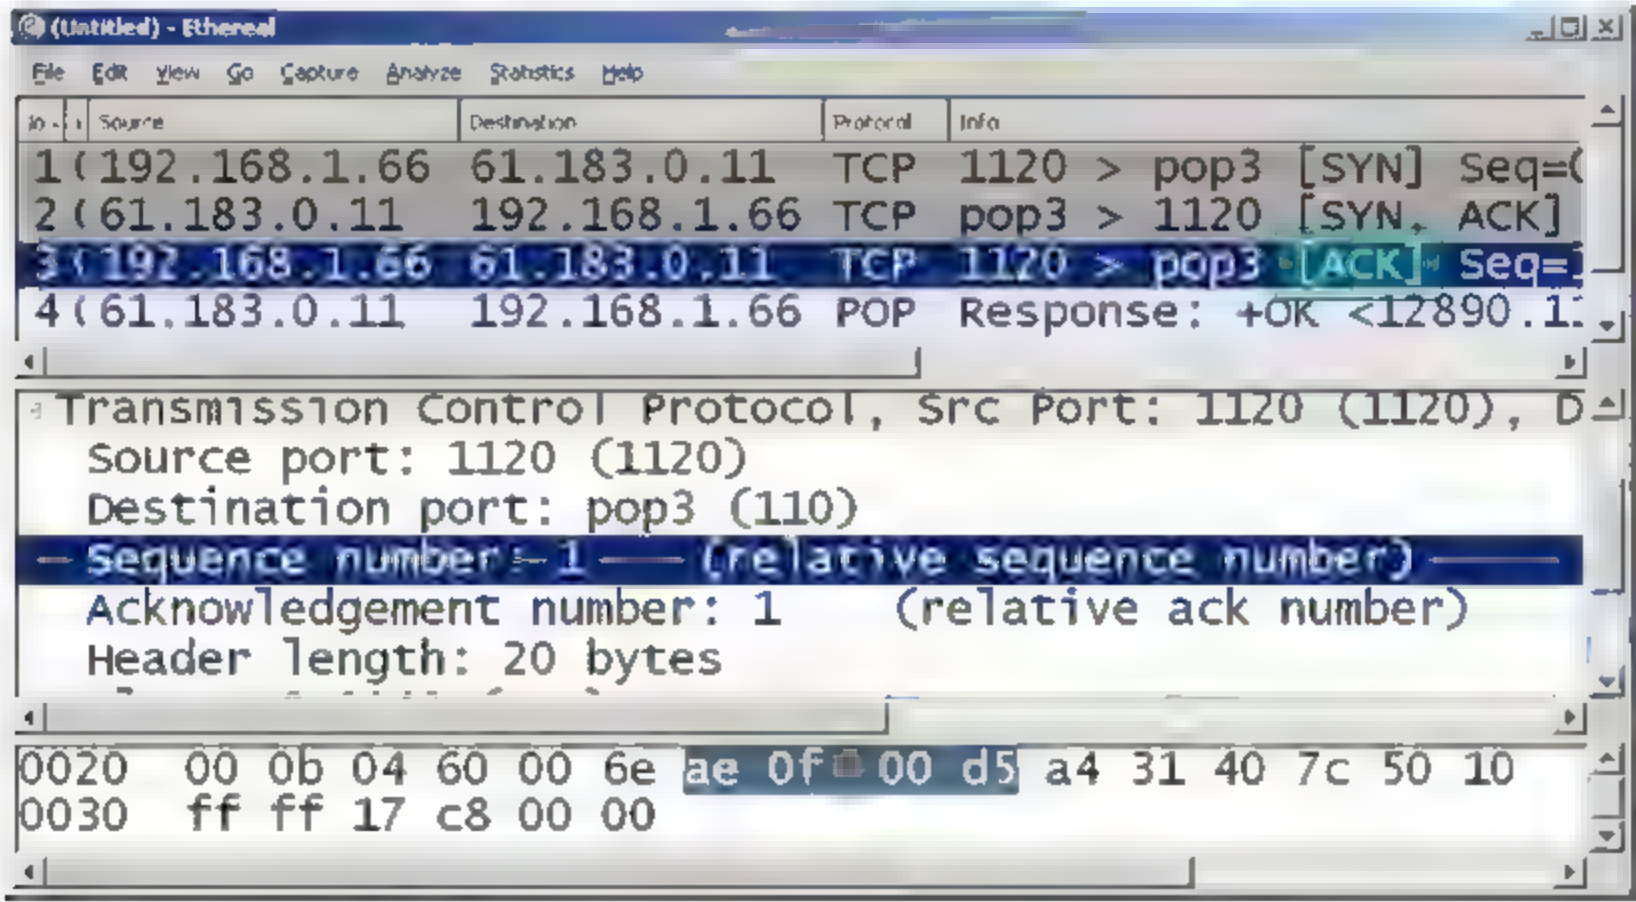 (Untitled) - Ethereal
File Edit View Go Capture Analyze Statistics Help
Source Destination Protocol Info
1 ( 192.168.1.66 61.183.0.11 TCP 1120 > pop3 [SYN] Seq=(
2 ( 61.183.0.11 192.168.1.66 TCP pop3 > 1120 [SYN, ACK]
3 ( 192.168.1.66 61.183.0.11 TCP 1120 > pop3 [ACK] Seq=
4 ( 61.183.0.11 192.168.1.66 POP Response: +OK <12890.1
Transmission Control Protocol, Src Port: 1120 (1120), D
Source port: 1120 (1120)
Destination port: pop3 (110)
Sequence number: 1 (relative sequence number)
Acknowledgement number: 1 (relative ack number)
Header length: 20 bytes
0020 00 0b 04 60 00 6e ae 0f 00 d5 a4 31 40 7c 50 10
0030 ff ff 17 c8 00 00